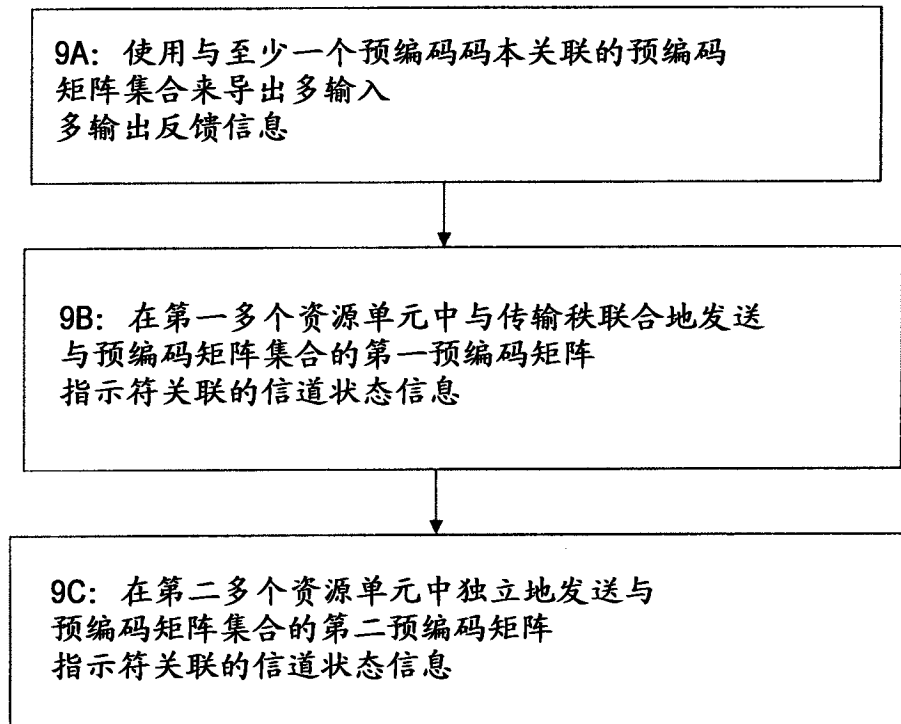 9A: 使用与至少一个预编码码本关联的预编码
矩阵集合来导出多输入
多输出反馈信息
9B: 在第一多个资源单元中与传输秩联合地发送
与预编码矩阵集合的第一预编码矩阵
指示符关联的信道状态信息
9C: 在第二多个资源单元中独立地发送与
预编码矩阵集合的第二预编码矩阵
指示符关联的信道状态信息